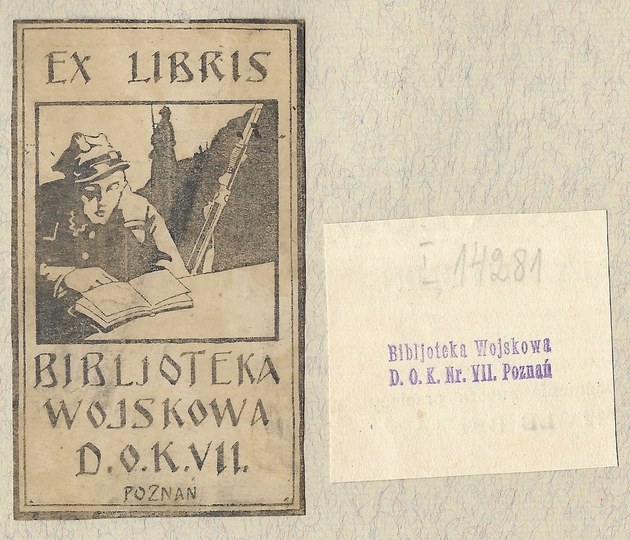 EX LIBRIS
BIBLJOTEKA
WOJSKOWA
D.O.K.VII.
POZNAŃ
14281
Bibljoteka Wojskowa
D. O. K. Nr. VII. Poznań